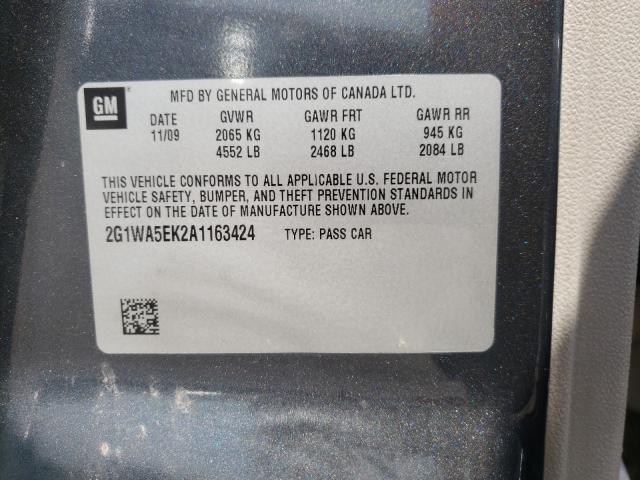 GM
MFD BY GENERAL MOTORS OF CANADA LTD.
DATE GVWR GAWR FRT GAWR RR
11/09 2065 KG 1120 KG 945 KG
4552 LB 2468 LB 2084 LB
THIS VEHICLE CONFORMS TO ALL APPLICABLE U.S. FEDERAL MOTOR
VEHICLE SAFETY, BUMPER, AND THEFT PREVENTION STANDARDS IN
EFFECT ON THE DATE OF MANUFACTURE SHOWN ABOVE.
2G1WA5EK2A1163424 TYPE: PASS CAR